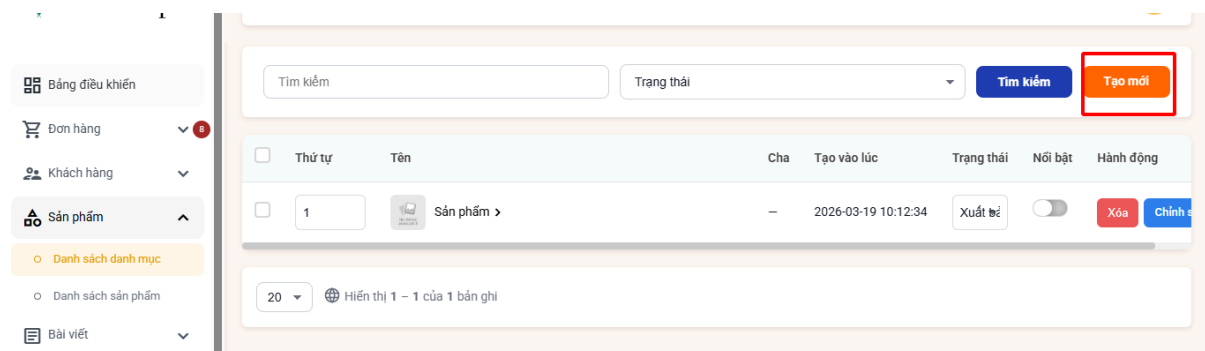 Bảng điều khiển
Đơn hàng 8
Khách hàng
Sản phẩm
Danh sách danh mục
Danh sách sản phẩm
Bài viết
Tìm kiếm Trạng thái Tìm kiếm Tạo mới
Thứ tự Tên Cha Tạo vào lúc Trạng thái Nổi bật Hành động
1 Sản phẩm > — 2026-03-19 10:12:34 Xuất Xóa Chỉnh
20 Hiển thị 1 – 1 của 1 bản ghi